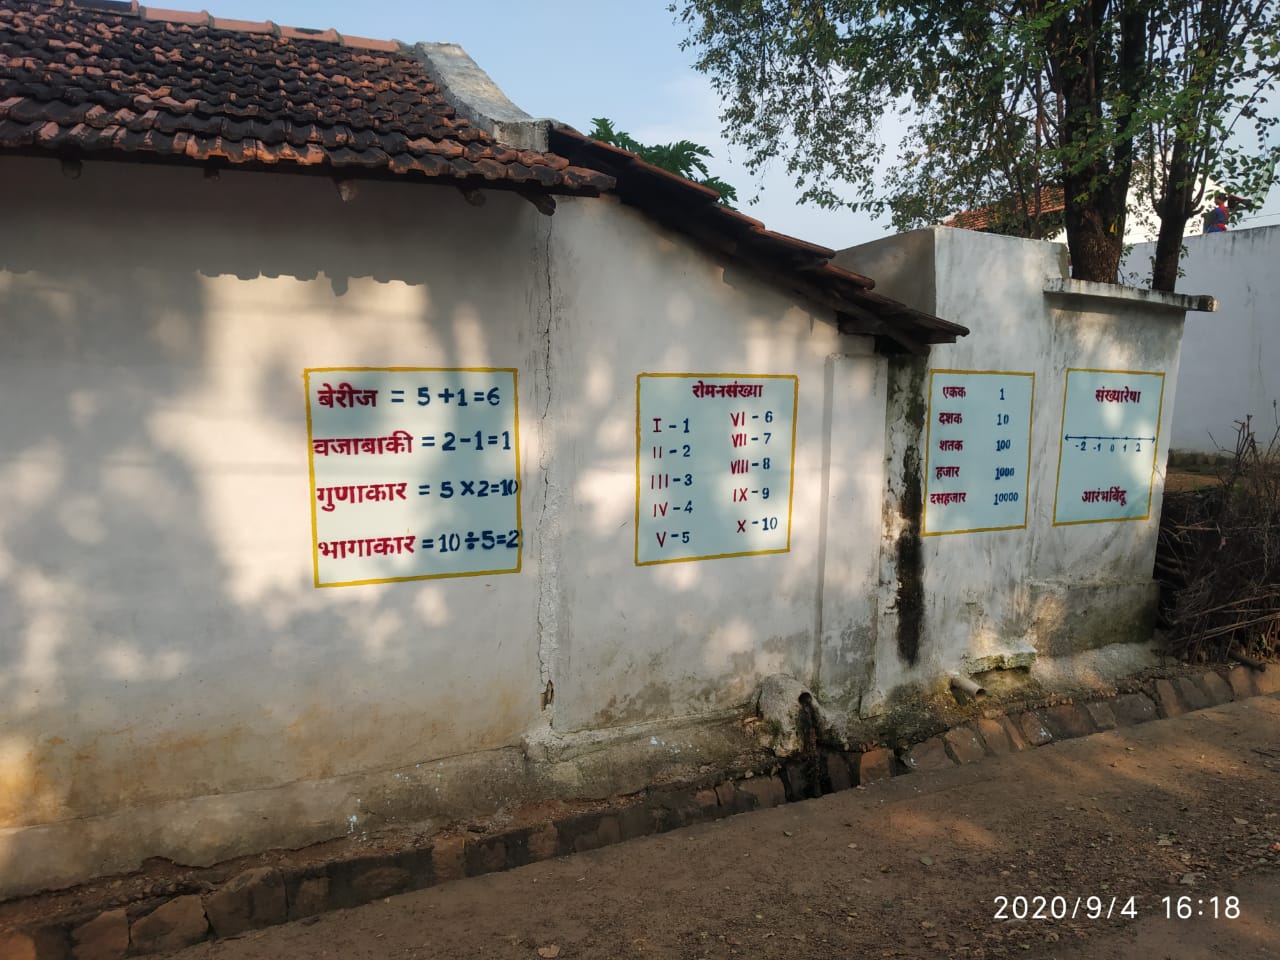 बेरीज = 5+1=6
वजाबाकी = 2-1=1
गुणाकार = 5×2=10
भागाकार = 10÷5=2
रोमनसंख्या
I - 1 VI - 6
II - 2 VII - 7
III - 3 VIII - 8
IV - 4 IX - 9
V - 5 X - 10
एकक 1
दशक 10
शतक 100
हजार 1000
दसहजार 10000
संख्यारेषा
-2 -1 0 1 2
आरंभबिंदू
2020/9/4 16:18